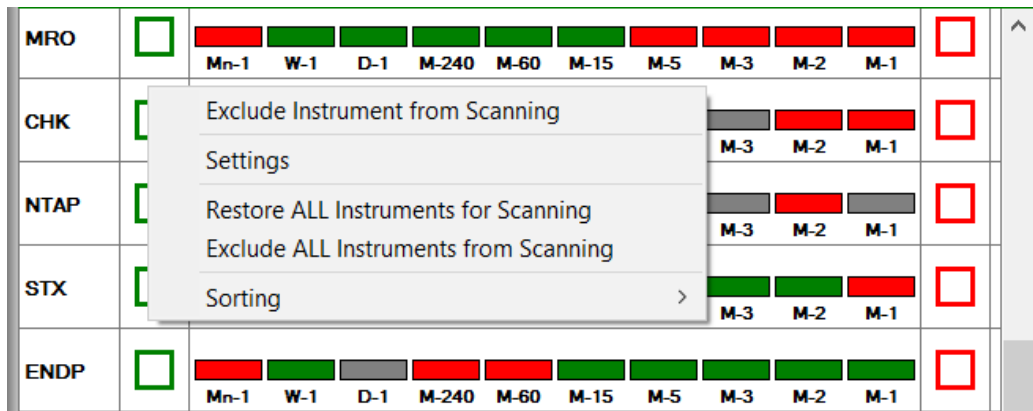 MRO
Mn-1 W-1 D-1 M-240 M-60 M-15 M-5 M-3 M-2 M-1
CHK
M-3 M-2 M-1
NTAP
M-3 M-2 M-1
STX
M-3 M-2 M-1
ENDP
Mn-1 W-1 D-1 M-240 M-60 M-15 M-5 M-3 M-2 M-1
Exclude Instrument from Scanning
Settings
Restore ALL Instruments for Scanning
Exclude ALL Instruments from Scanning
Sorting